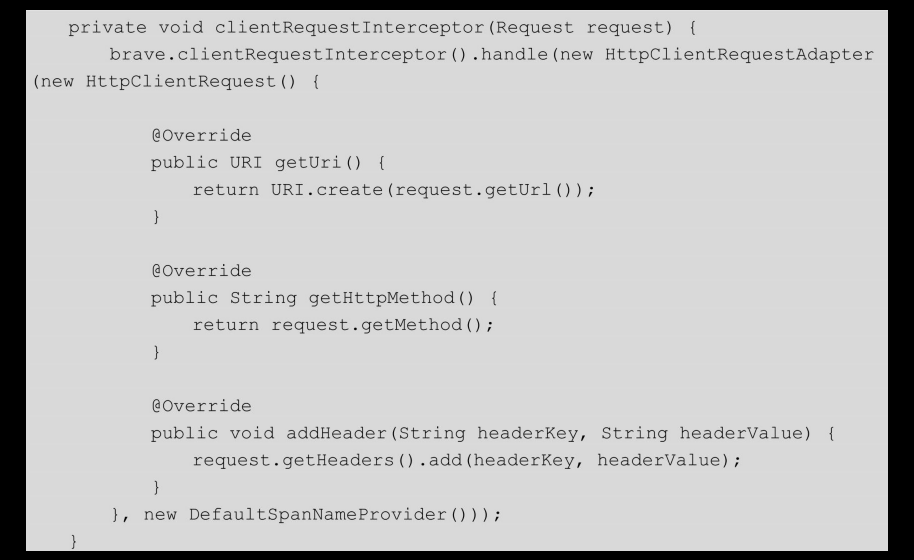 private void clientRequestInterceptor(Request request) {
brave.clientRequestInterceptor().handle(new HttpClientRequestAdapter
(new HttpClientRequest() {
@Override
public URI getUri() {
return URI.create(request.getUrl());
}
@Override
public String getHttpMethod() {
return request.getMethod();
}
@Override
public void addHeader(String headerKey, String headerValue) {
request.getHeaders().add(headerKey, headerValue);
}
}, new DefaultSpanNameProvider()));
}